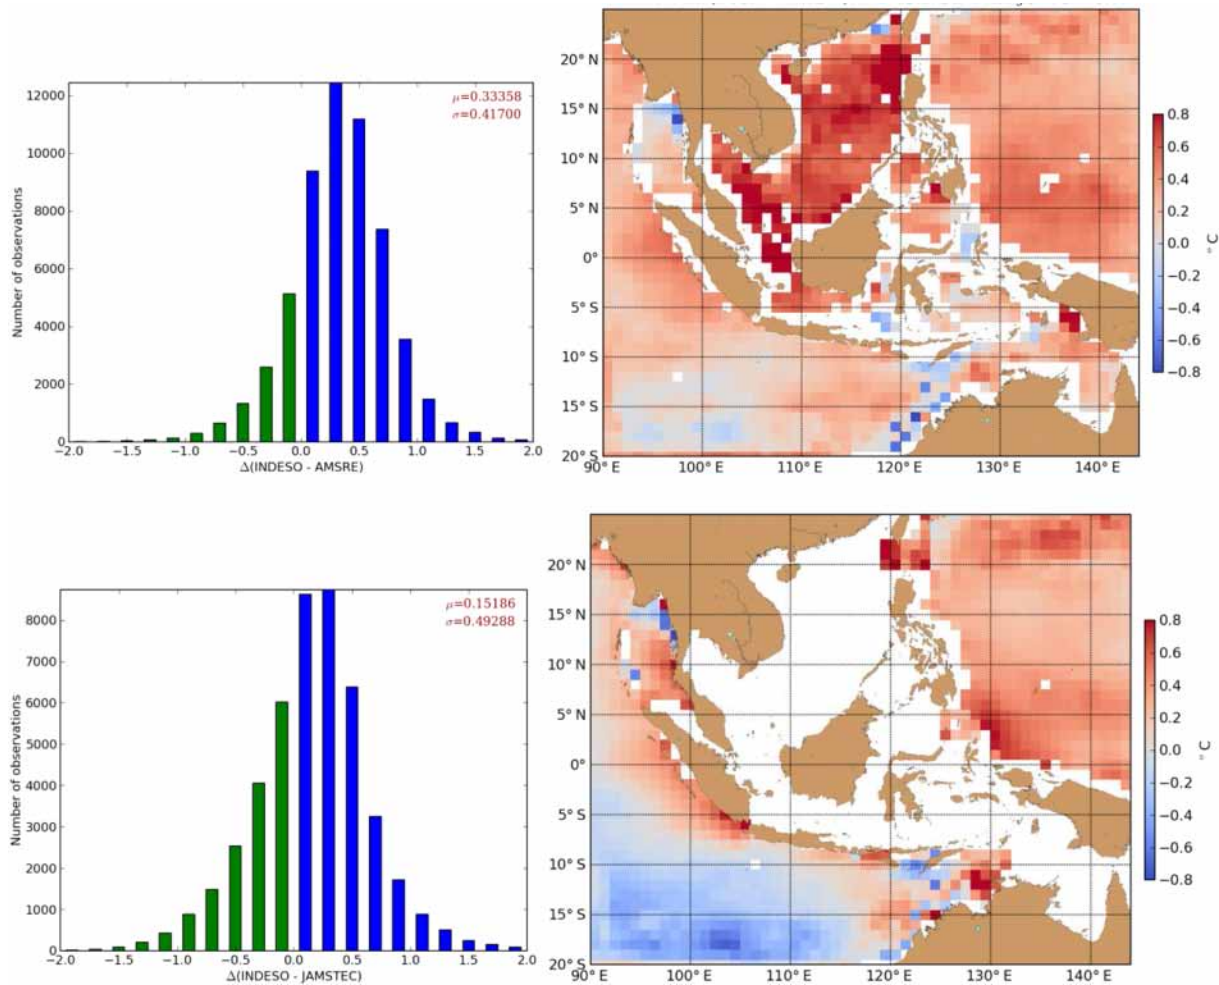 12000
10000
8000
6000
4000
2000
0
Number of observations
μ=0.33358
σ=0.41700
−2.0 −1.5 −1.0 −0.5 0.0 0.5 1.0 1.5 2.0
Δ(INDESO - AMSRE)
20° N
15° N
10° N
5° N
0°
5° S
10° S
15° S
20° S
90° E 100° E 110° E 120° E 130° E 140° E
0.8
0.6
0.4
0.2
0.0
−0.2
−0.4
−0.6
−0.8
° C
8000
7000
6000
5000
4000
3000
2000
1000
0
Number of observations
μ=0.15186
σ=0.49288
−2.0 −1.5 −1.0 −0.5 0.0 0.5 1.0 1.5 2.0
Δ(INDESO - JAMSTEC)
20° N
15° N
10° N
5° N
0°
5° S
10° S
15° S
20° S
90° E 100° E 110° E 120° E 130° E 140° E
0.8
0.6
0.4
0.2
0.0
−0.2
−0.4
−0.6
−0.8
° C